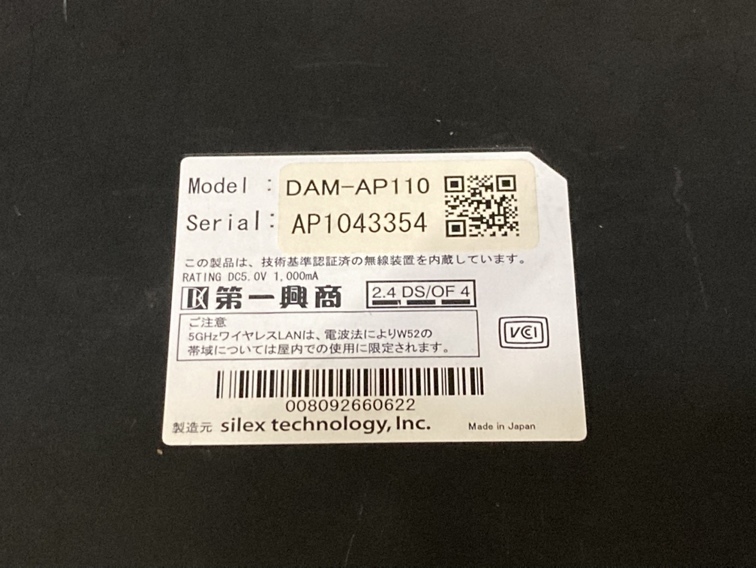 Model : DAM-AP110
Serial: AP1043354
この製品は、技術基準認証済の無線装置を内蔵しています。
RATING DC5.0V 1,000mA
DK 第一興商 2.4 DS/OF 4
ご注意
5GHzワイヤレスLANは、電波法によりW52の
帯域については屋内での使用に限定されます。
VCI
008092660622
製造元 silex technology, Inc. Made in Japan